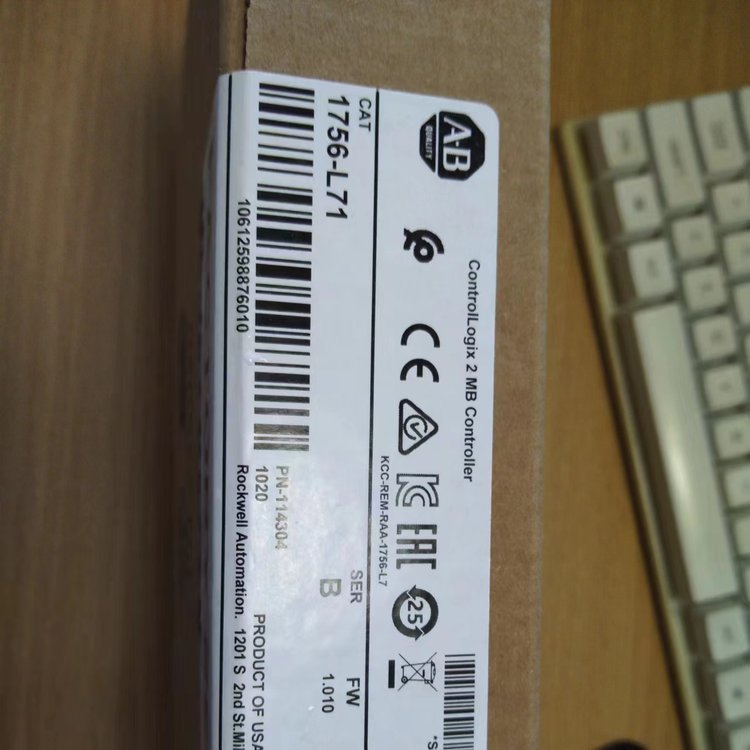 A-B
QUALITY
ControlLogix 2 MB Controller
CE
EAC
25
KCC-REM-RAA-1756-L7
CAT
1756-L71
SER
B
FW
1.010
10612598876010
PN-114304
1020
PRODUCT OF USA
Rockwell Automation. 1201 S 2nd St.Mil
*S